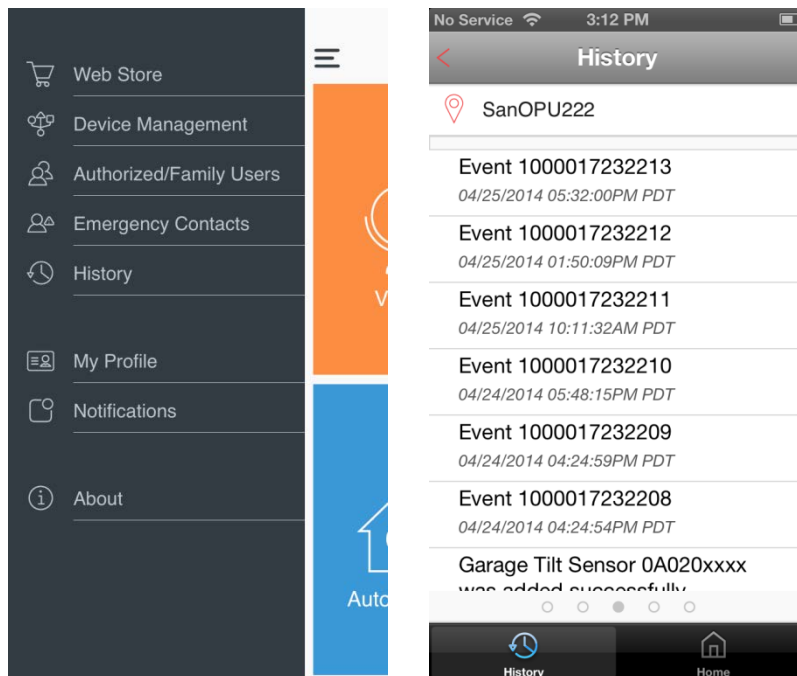 Web Store
Device Management
Authorized/Family Users
Emergency Contacts
History
My Profile
Notifications
About
V
Auto
No Service 3:12 PM
History
SanOPU222
Event 1000017232213
04/25/2014 05:32:00PM PDT
Event 1000017232212
04/25/2014 01:50:09PM PDT
Event 1000017232211
04/25/2014 10:11:32AM PDT
Event 1000017232210
04/24/2014 05:48:15PM PDT
Event 1000017232209
04/24/2014 04:24:59PM PDT
Event 1000017232208
04/24/2014 04:24:54PM PDT
Garage Tilt Sensor 0A020xxxx
was added successfully
History
Home